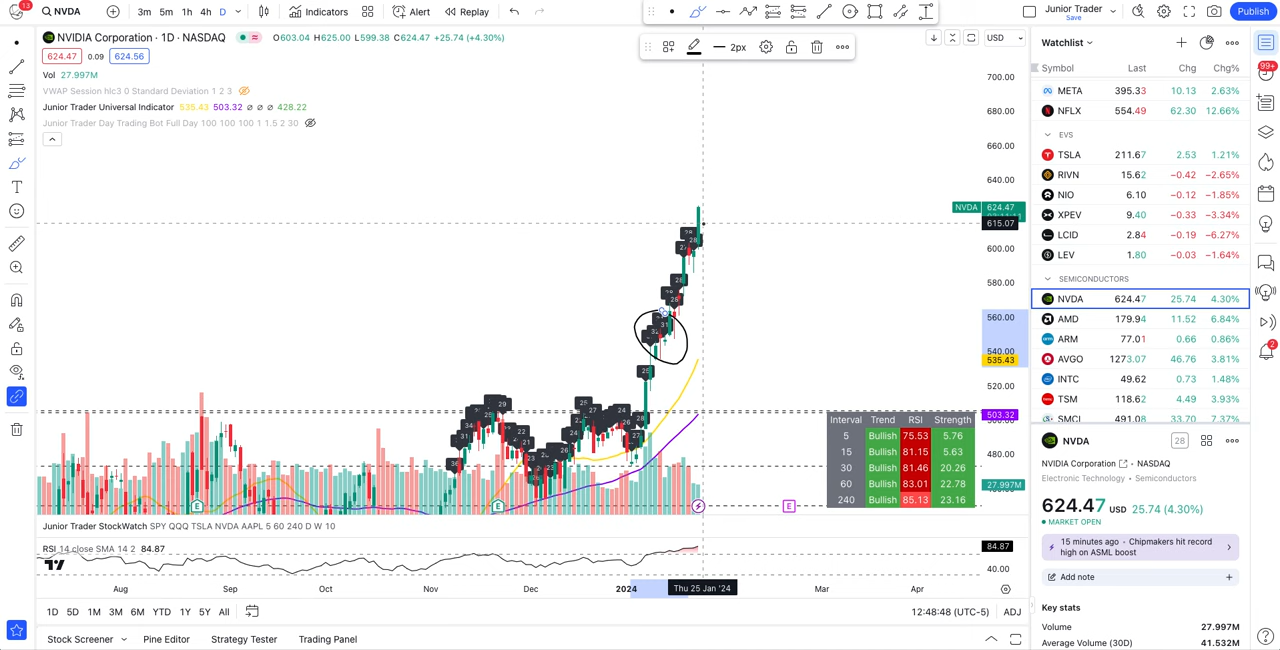 13 NVDA 3m 5m 1h 4h D Indicators Alert Replay Junior Trader Save Publish
NVIDIA Corporation · 1D · NASDAQ O603.04 H625.00 L599.38 C624.47 +25.74 (+4.30%)
2px
USD
624.47 0.09 624.56
Vol 27.997M
VWAP Session hlc3 0 Standard Deviation 1 2 3
Junior Trader Universal Indicator 535.43 503.32 ∅ ∅ ∅ 428.22
Junior Trader Day Trading Bot Full Day 100 100 100 1 1.5 2 30
700.00
680.00
660.00
640.00
NVDA 624.47
615.07
600.00
580.00
560.00
540.00
535.43
520.00
503.32
480.00
27.997M
Interval Trend RSI Strength
5 Bullish 75.53 5.76
15 Bullish 81.15 5.63
30 Bullish 81.46 20.26
60 Bullish 83.01 22.78
240 Bullish 85.13 23.16
E E E
Junior Trader StockWatch SPY QQQ TSLA NVDA AAPL 5 60 240 D W 10
RSI 14 close SMA 14 2 84.87
84.87
40.00
Aug Sep Oct Nov Dec 2024 Thu 25 Jan '24 Mar Apr
1D 5D 1M 3M 6M YTD 1Y 5Y All 12:48:48 (UTC-5) ADJ
Stock Screener Pine Editor Strategy Tester Trading Panel
Watchlist
Symbol Last Chg Chg%
META 395.33 10.13 2.63%
NFLX 554.49 62.30 12.66%
EVS
TSLA 211.67 2.53 1.21%
RIVN 15.62 −0.42 −2.65%
NIO 6.10 −0.12 −1.85%
XPEV 9.40 −0.33 −3.34%
LCID 2.84 −0.19 −6.27%
LEV 1.80 −0.03 −1.64%
SEMICONDUCTORS
NVDA 624.47 25.74 4.30%
AMD 179.94 11.52 6.84%
ARM 77.01 0.66 0.86%
AVGO 1273.07 46.76 3.81%
INTC 49.62 0.73 1.48%
TSM 118.62 4.49 3.93%
SMCI 491.08 33.70 7.37%
NVDA 28
NVIDIA Corporation · NASDAQ
Electronic Technology · Semiconductors
624.47 USD 25.74 (4.30%)
MARKET OPEN
15 minutes ago · Chipmakers hit record
high on ASML boost
Add note
Key stats
Volume 27.997M
Average Volume (30D) 41.532M
99+
2